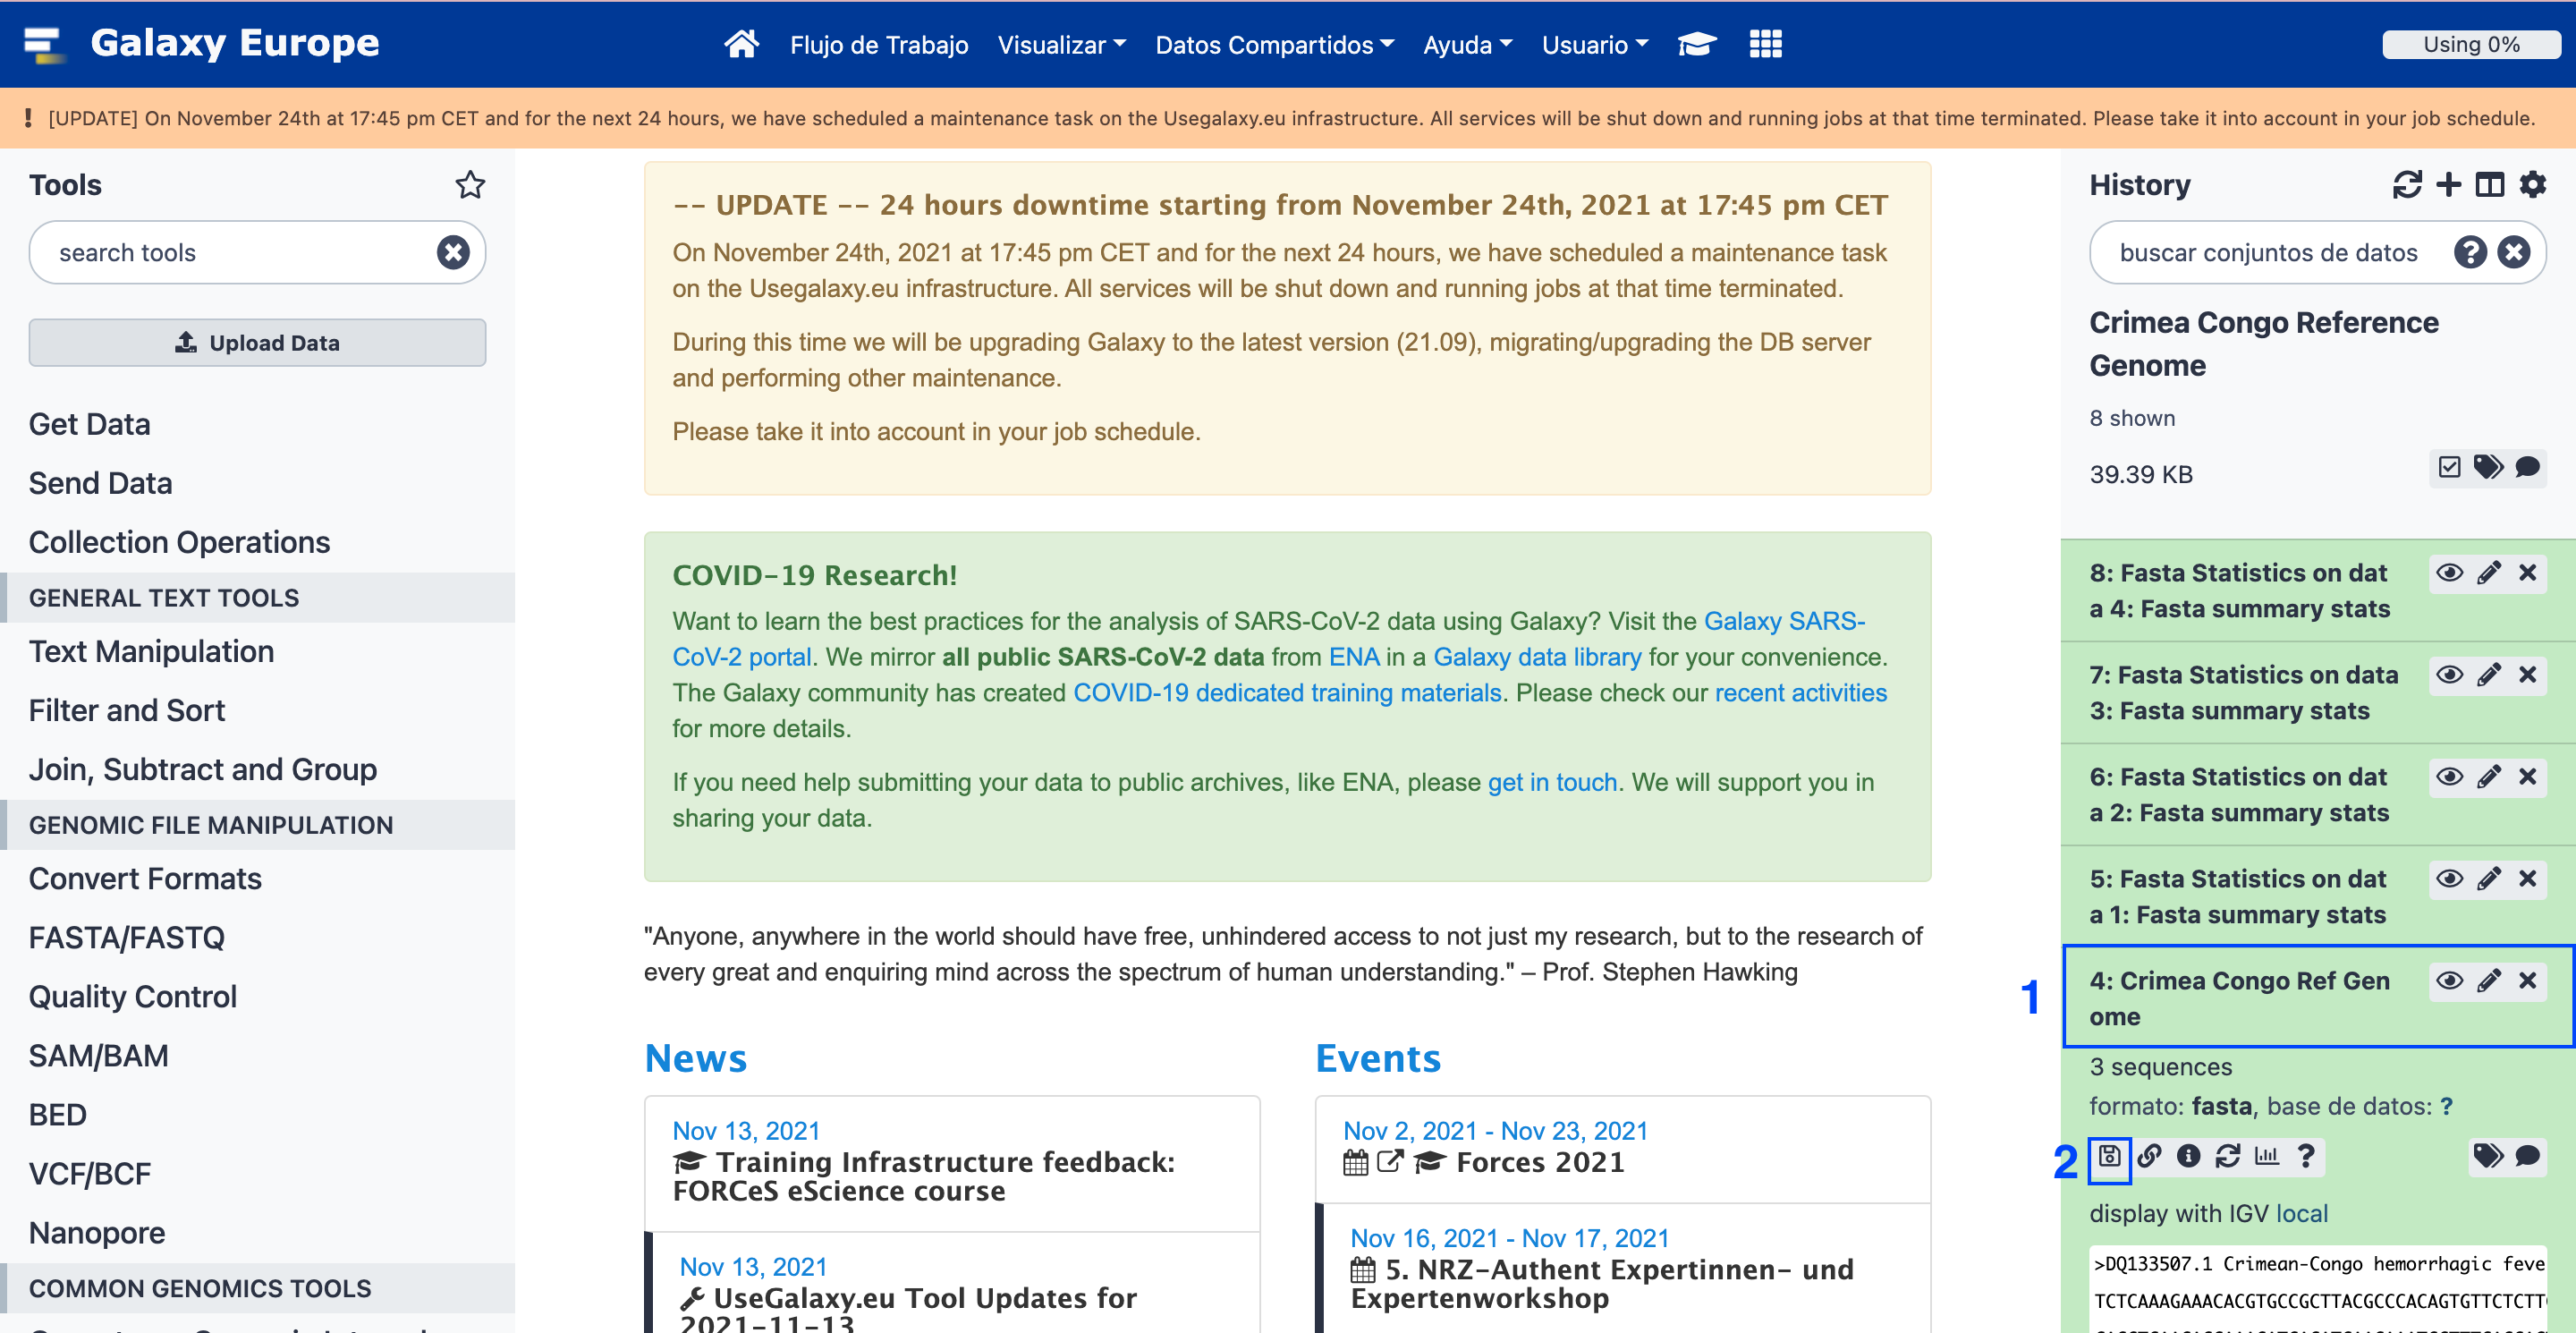 Galaxy Europe
Flujo de Trabajo Visualizar Datos Compartidos Ayuda Usuario
Using 0%
[UPDATE] On November 24th at 17:45 pm CET and for the next 24 hours, we have scheduled a maintenance task on the Usegalaxy.eu infrastructure. All services will be shut down and running jobs at that time terminated. Please take it into account in your job schedule.
Tools
search tools
Upload Data
Get Data
Send Data
Collection Operations
GENERAL TEXT TOOLS
Text Manipulation
Filter and Sort
Join, Subtract and Group
GENOMIC FILE MANIPULATION
Convert Formats
FASTA/FASTQ
Quality Control
SAM/BAM
BED
VCF/BCF
Nanopore
COMMON GENOMICS TOOLS
-- UPDATE -- 24 hours downtime starting from November 24th, 2021 at 17:45 pm CET
On November 24th, 2021 at 17:45 pm CET and for the next 24 hours, we have scheduled a maintenance task
on the Usegalaxy.eu infrastructure. All services will be shut down and running jobs at that time terminated.
During this time we will be upgrading Galaxy to the latest version (21.09), migrating/upgrading the DB server
and performing other maintenance.
Please take it into account in your job schedule.
COVID-19 Research!
Want to learn the best practices for the analysis of SARS-CoV-2 data using Galaxy? Visit the Galaxy SARS-
CoV-2 portal. We mirror all public SARS-CoV-2 data from ENA in a Galaxy data library for your convenience.
The Galaxy community has created COVID-19 dedicated training materials. Please check our recent activities
for more details.
If you need help submitting your data to public archives, like ENA, please get in touch. We will support you in
sharing your data.
"Anyone, anywhere in the world should have free, unhindered access to not just my research, but to the research of
every great and enquiring mind across the spectrum of human understanding." – Prof. Stephen Hawking
News
Nov 13, 2021
Training Infrastructure feedback:
FORCeS eScience course
Nov 13, 2021
UseGalaxy.eu Tool Updates for
2021-11-13
Events
Nov 2, 2021 - Nov 23, 2021
Forces 2021
Nov 16, 2021 - Nov 17, 2021
5. NRZ-Authent Expertinnen- und
Expertenworkshop
History
buscar conjuntos de datos
Crimea Congo Reference
Genome
8 shown
39.39 KB
8: Fasta Statistics on dat
a 4: Fasta summary stats
7: Fasta Statistics on data
3: Fasta summary stats
6: Fasta Statistics on dat
a 2: Fasta summary stats
5: Fasta Statistics on dat
a 1: Fasta summary stats
1
4: Crimea Congo Ref Gen
ome
3 sequences
formato: fasta, base de datos: ?
2
display with IGV local
>DQ133507.1 Crimean-Congo hemorrhagic feve
TCTCAAAGAAACACGTGCCGCTTACGCCCACAGTGTTCTCTT